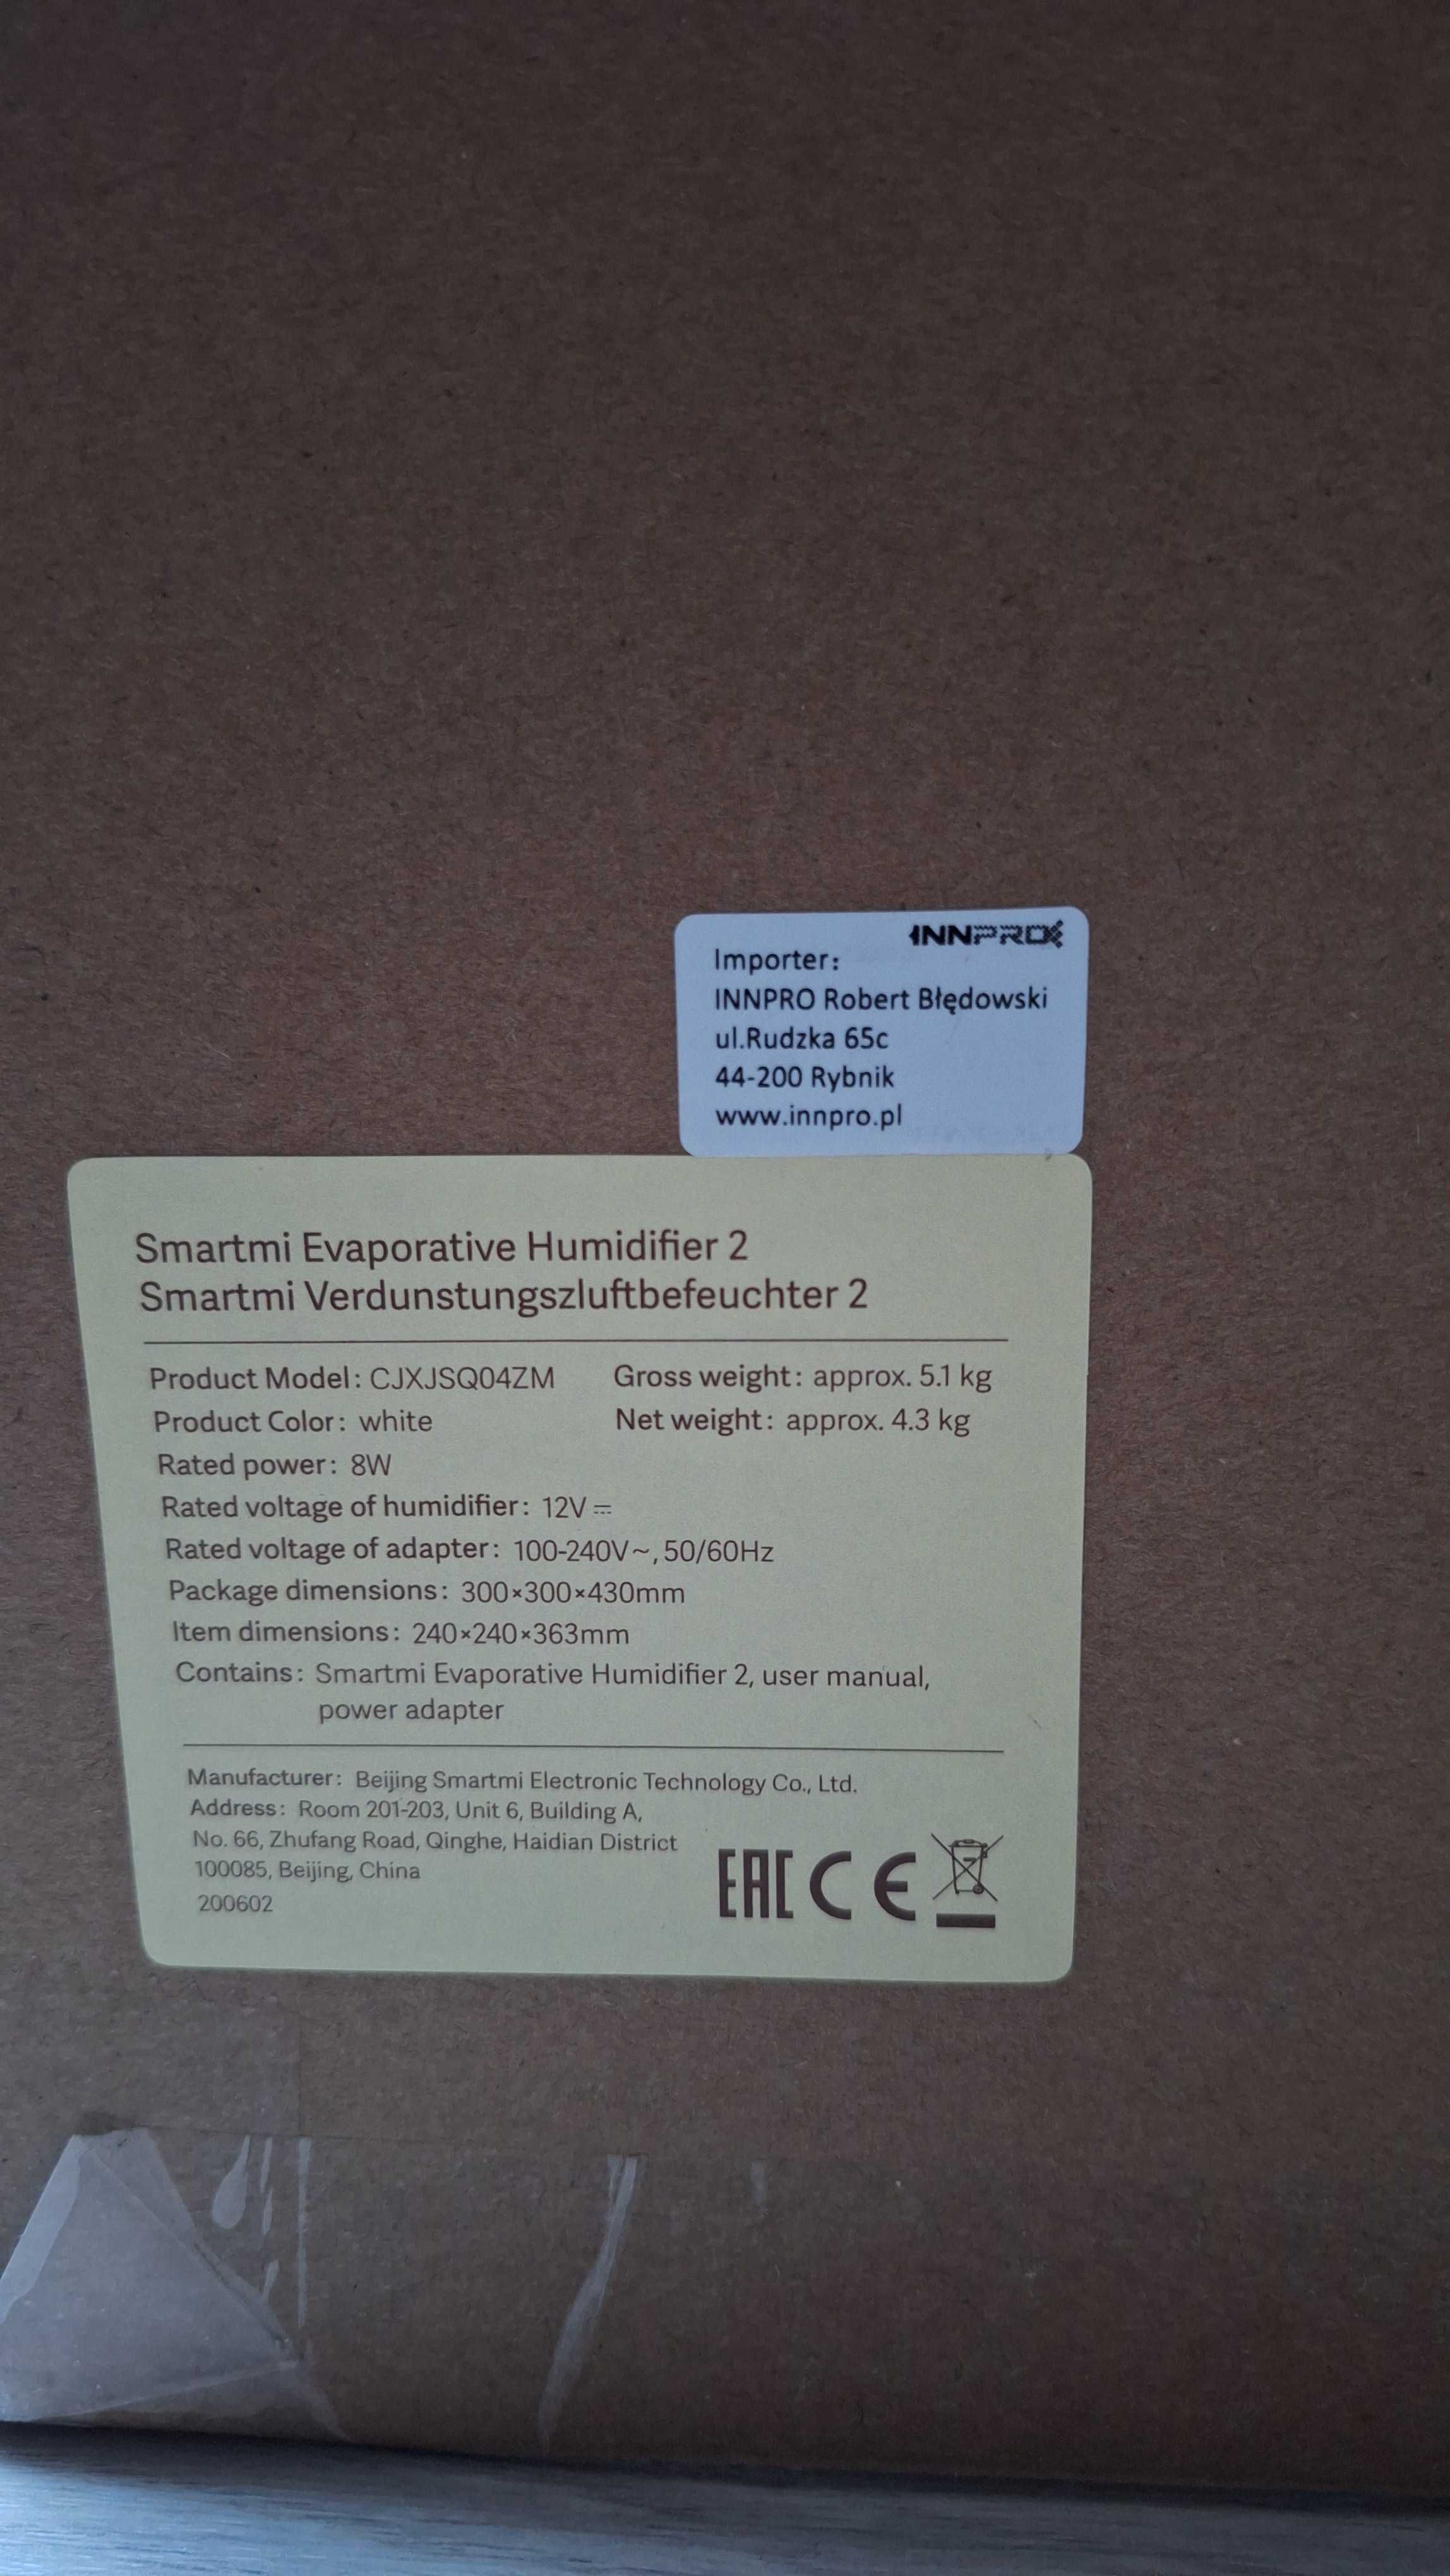 INNPRO
Importer:
INNPRO Robert Błędowski
ul.Rudzka 65c
44-200 Rybnik
www.innpro.pl
Smartmi Evaporative Humidifier 2
Smartmi Verdunstungszluftbefeuchter 2
Product Model: CJXJSQ04ZM Gross weight: approx. 5.1 kg
Product Color: white Net weight: approx. 4.3 kg
Rated power: 8W
Rated voltage of humidifier: 12V⎓
Rated voltage of adapter: 100-240V~, 50/60Hz
Package dimensions: 300×300×430mm
Item dimensions: 240×240×363mm
Contains: Smartmi Evaporative Humidifier 2, user manual,
power adapter
Manufacturer: Beijing Smartmi Electronic Technology Co., Ltd.
Address: Room 201-203, Unit 6, Building A,
No. 66, Zhufang Road, Qinghe, Haidian District
100085, Beijing, China
200602
EAC CE